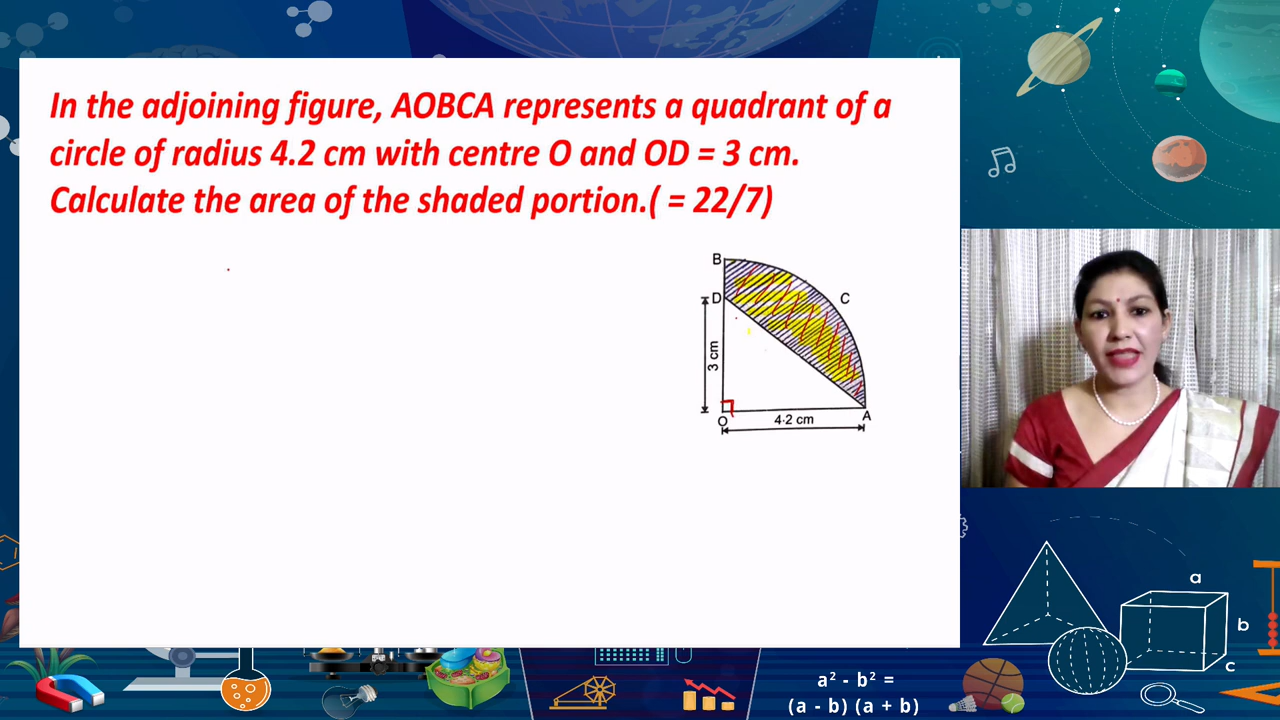 In the adjoining figure, AOBCA represents a quadrant of a
circle of radius 4.2 cm with centre O and OD = 3 cm.
Calculate the area of the shaded portion.( = 22/7)
B
D
C
3 cm
O
A
4·2 cm
a
b
c
a² - b² =
(a - b) (a + b)